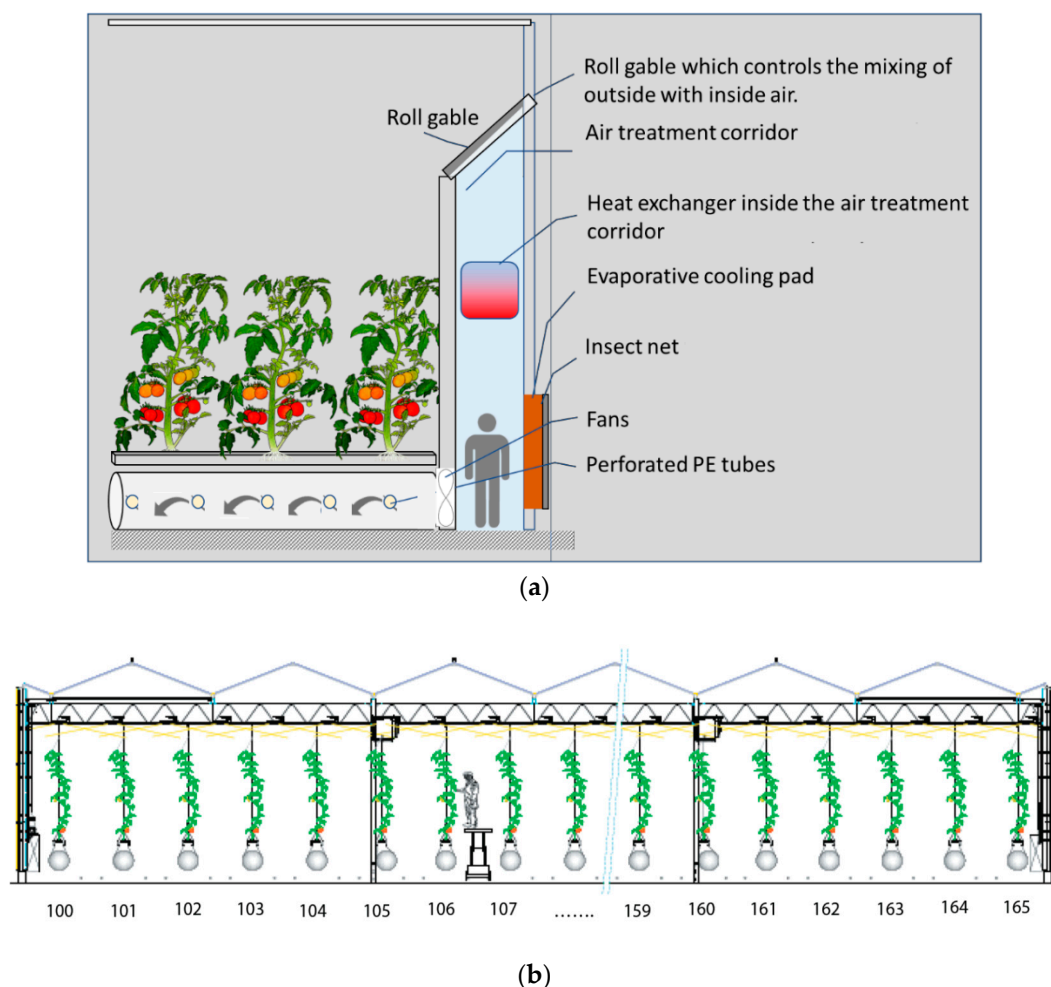 Roll gable which controls the mixing of
outside with inside air.
Roll gable
Air treatment corridor
Heat exchanger inside the air treatment
corridor
Evaporative cooling pad
Insect net
Fans
Perforated PE tubes
(a)
100 101 102 103 104 105 106 107 ....... 159 160 161 162 163 164 165
(b)